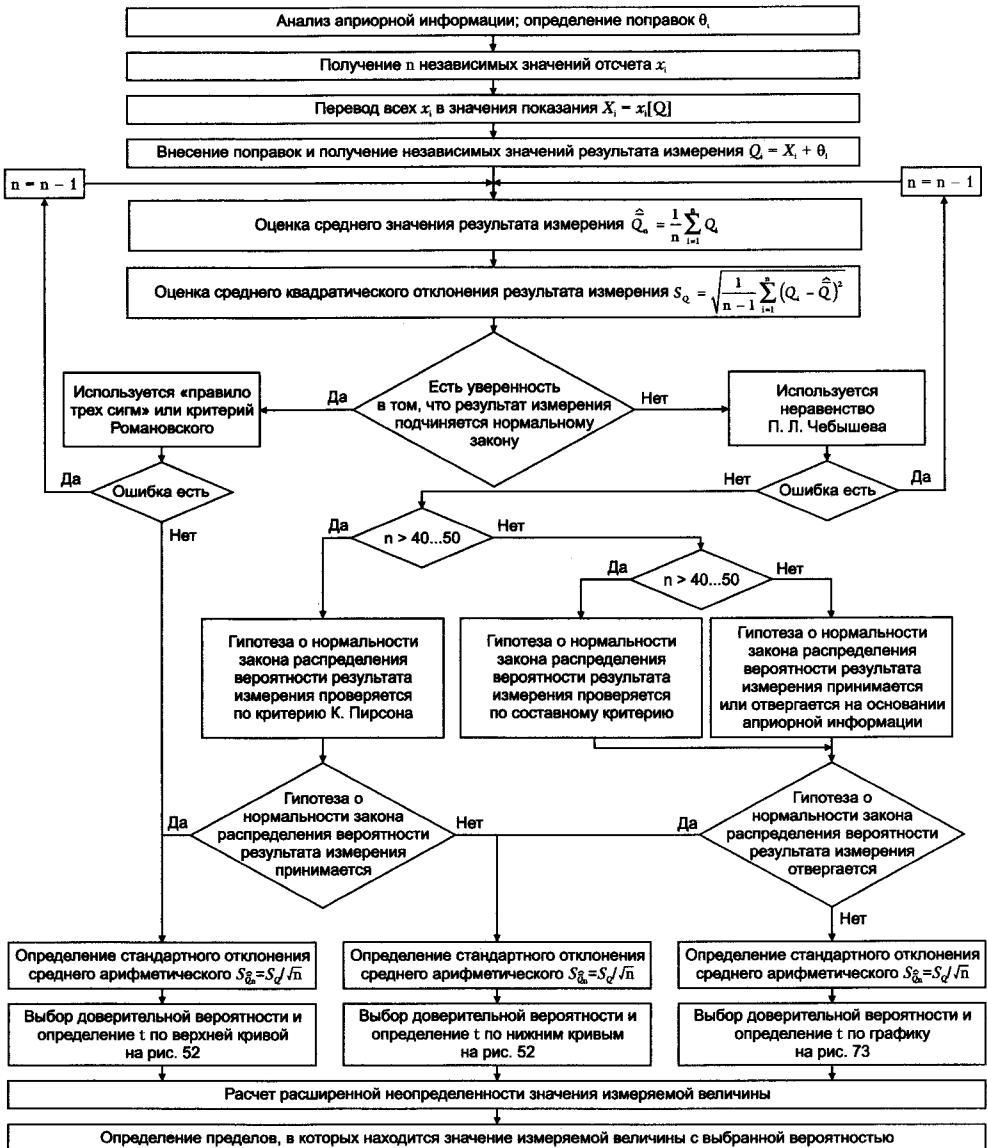 Анализ априорной информации; определение поправок θᵢ
Получение n независимых значений отсчета xᵢ
Перевод всех xᵢ в значения показания Xᵢ = xᵢ[Q]
Внесение поправок и получение независимых значений результата измерения Qᵢ = Xᵢ + θᵢ
n = n - 1
n = n - 1
Оценка среднего значения результата измерения Q̂̄ₙ = 1/n ∑ᵢ₌₁ⁿ Qᵢ
Оценка среднего квадратического отклонения результата измерения S_Q = √(1/(n - 1) ∑ᵢ₌₁ⁿ (Qᵢ - Q̂̄)²)
Используется «правило
трех сигм» или критерий
Романовского
Да
Есть уверенность
в том, что результат измерения
подчиняется нормальному
закону
Нет
Используется
неравенство
П. Л. Чебышева
Да
Ошибка есть
Нет
Нет
Ошибка есть
Да
Да
n > 40...50
Нет
Да
n > 40...50
Нет
Гипотеза о нормальности
закона распределения
вероятности результата
измерения проверяется
по критерию К. Пирсона
Гипотеза о нормальности
закона распределения
вероятности результата
измерения проверяется
по составному критерию
Гипотеза о нормальности
закона распределения
вероятности результата
измерения принимается
или отвергается на основании
априорной информации
Да
Гипотеза о
нормальности закона
распределения вероятности
результата измерения
принимается
Нет
Да
Гипотеза о
нормальности закона
распределения вероятности
результата измерения
отвергается
Нет
Определение стандартного отклонения
среднего арифметического S_Q̂̄ₙ=S_Q/√n
Определение стандартного отклонения
среднего арифметического S_Q̂̄ₙ=S_Q/√n
Определение стандартного отклонения
среднего арифметического S_Q̂̄ₙ=S_Q/√n
Выбор доверительной вероятности и
определение t по верхней кривой
на рис. 52
Выбор доверительной вероятности и
определение t по нижним кривым
на рис. 52
Выбор доверительной вероятности и
определение t по графику
на рис. 73
Расчет расширенной неопределенности значения измеряемой величины
Определение пределов, в которых находится значение измеряемой величины с выбранной вероятностью